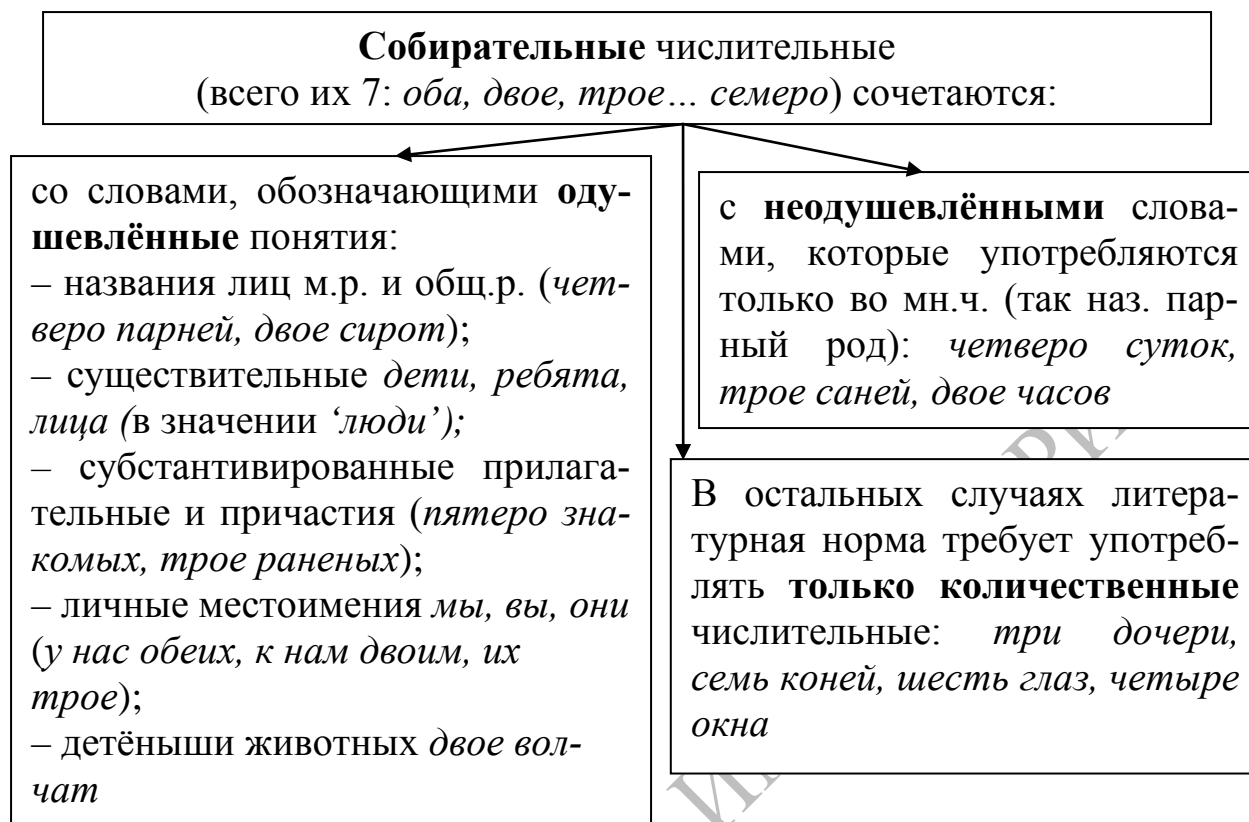 Собирательные числительные
(всего их 7: оба, двое, трое… семеро) сочетаются:
со словами, обозначающими оду-
шевлённые понятия:
– названия лиц м.р. и общ.р. (чет-
веро парней, двое сирот);
– существительные дети, ребята,
лица (в значении ‘люди’);
– субстантивированные прилага-
тельные и причастия (пятеро зна-
комых, трое раненых);
– личные местоимения мы, вы, они
(у нас обеих, к нам двоим, их
трое);
– детёныши животных двое вол-
чат
с неодушевлёнными слова-
ми, которые употребляются
только во мн.ч. (так наз. пар-
ный род): четверо суток,
трое саней, двое часов
В остальных случаях литера-
турная норма требует употреб-
лять только количественные
числительные: три дочери,
семь коней, шесть глаз, четыре
окна